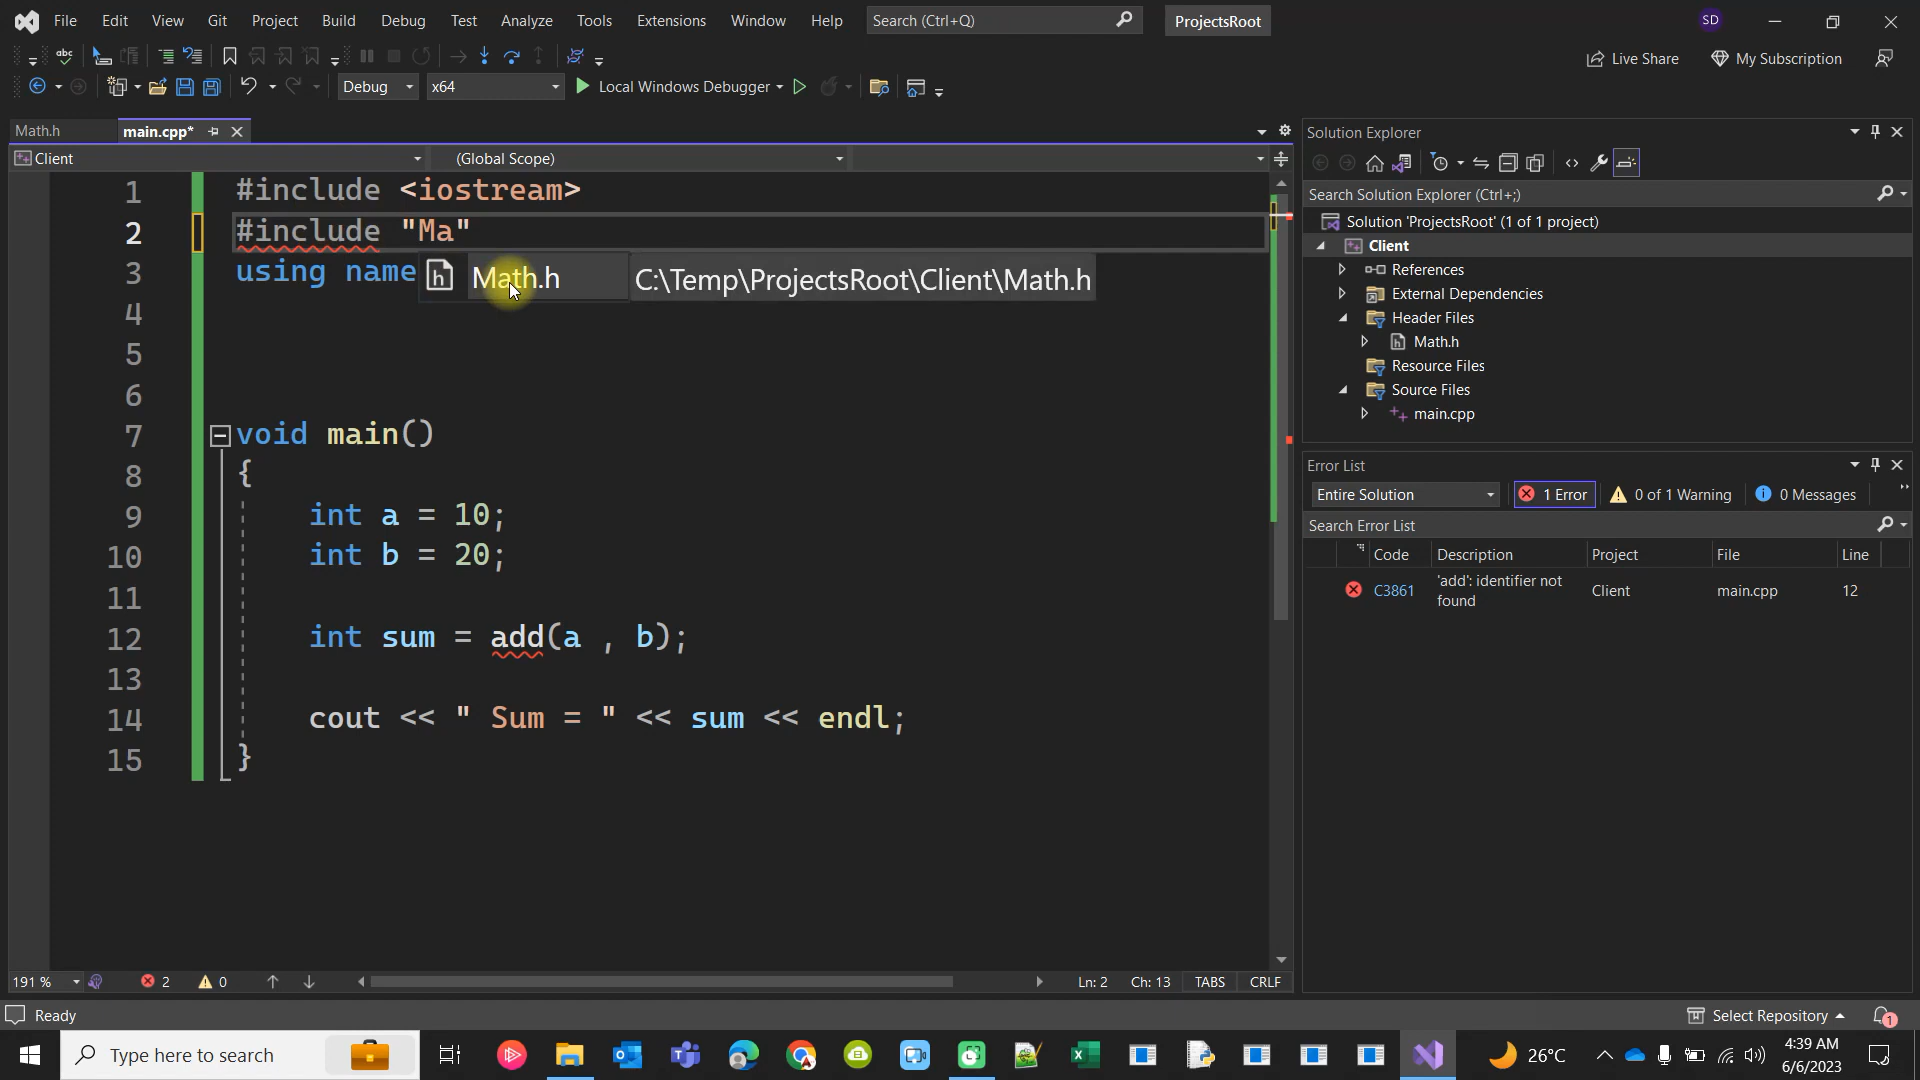 File Edit View Git Project Build Debug Test Analyze Tools Extensions Window Help Search (Ctrl+Q) ProjectsRoot SD
Live Share My Subscription
Debug x64 Local Windows Debugger
Math.h main.cpp*
Client (Global Scope)
1 #include <iostream>
2 #include "Ma"
3 using name
Math.h C:\Temp\ProjectsRoot\Client\Math.h
4
5
6
7 void main()
8 {
9 int a = 10;
10 int b = 20;
11
12 int sum = add(a , b);
13
14 cout << " Sum = " << sum << endl;
15 }
191 % 2 0 Ln: 2 Ch: 13 TABS CRLF
Solution Explorer
Search Solution Explorer (Ctrl+;)
Solution 'ProjectsRoot' (1 of 1 project)
Client
References
External Dependencies
Header Files
Math.h
Resource Files
Source Files
main.cpp
Error List
Entire Solution 1 Error 0 of 1 Warning 0 Messages
Search Error List
Code Description Project File Line
C3861 'add': identifier not found Client main.cpp 12
Ready Select Repository 1
Type here to search 26°C 4:39 AM
6/6/2023